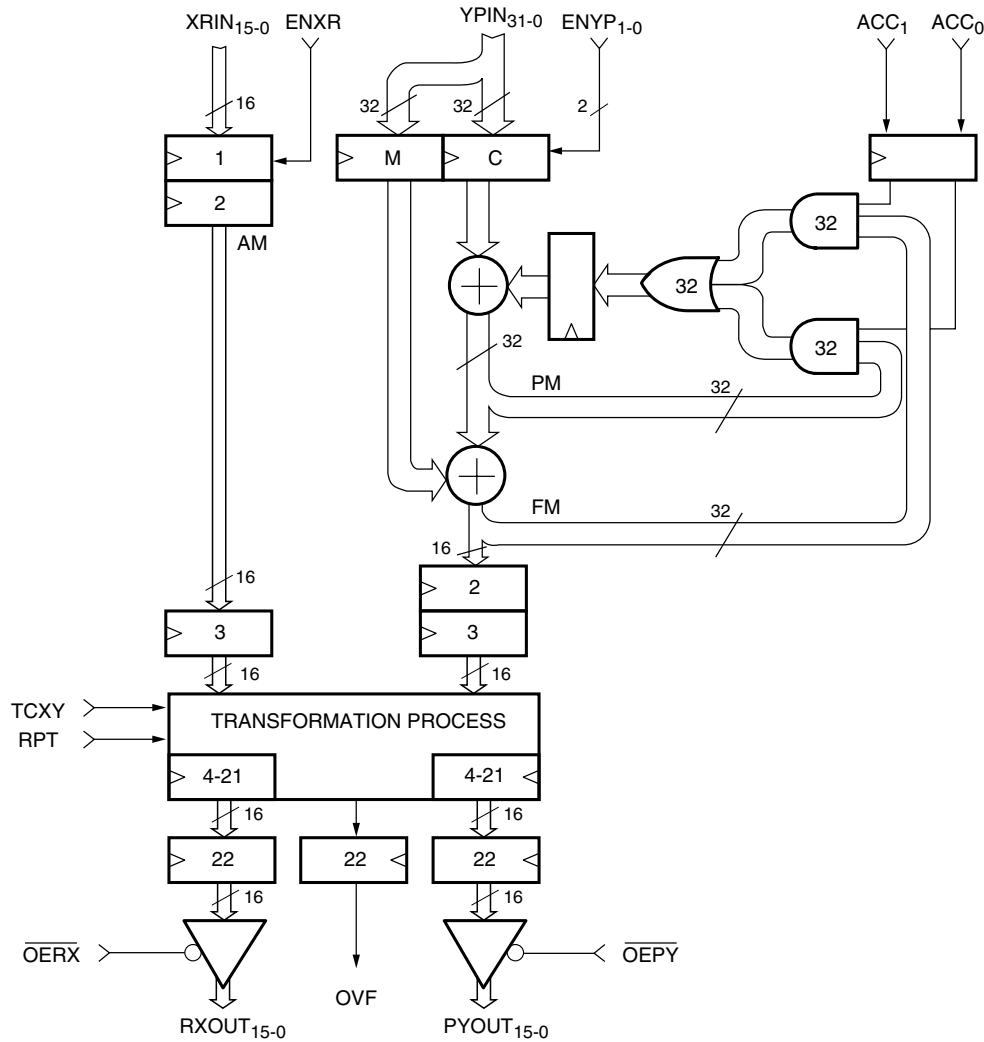 XRIN15-0 ENXR YPIN31-0 ENYP1-0 ACC1 ACC0
16 32 32 2
1 M C
2
AM
32
32
32
32
PM 32
FM 32
16
2
16
3 3
16 16
TCXY
TRANSFORMATION PROCESS
RPT
4-21 4-21
16 16
22 22 22
16 16
OERX OEPY
OVF
RXOUT15-0 PYOUT15-0